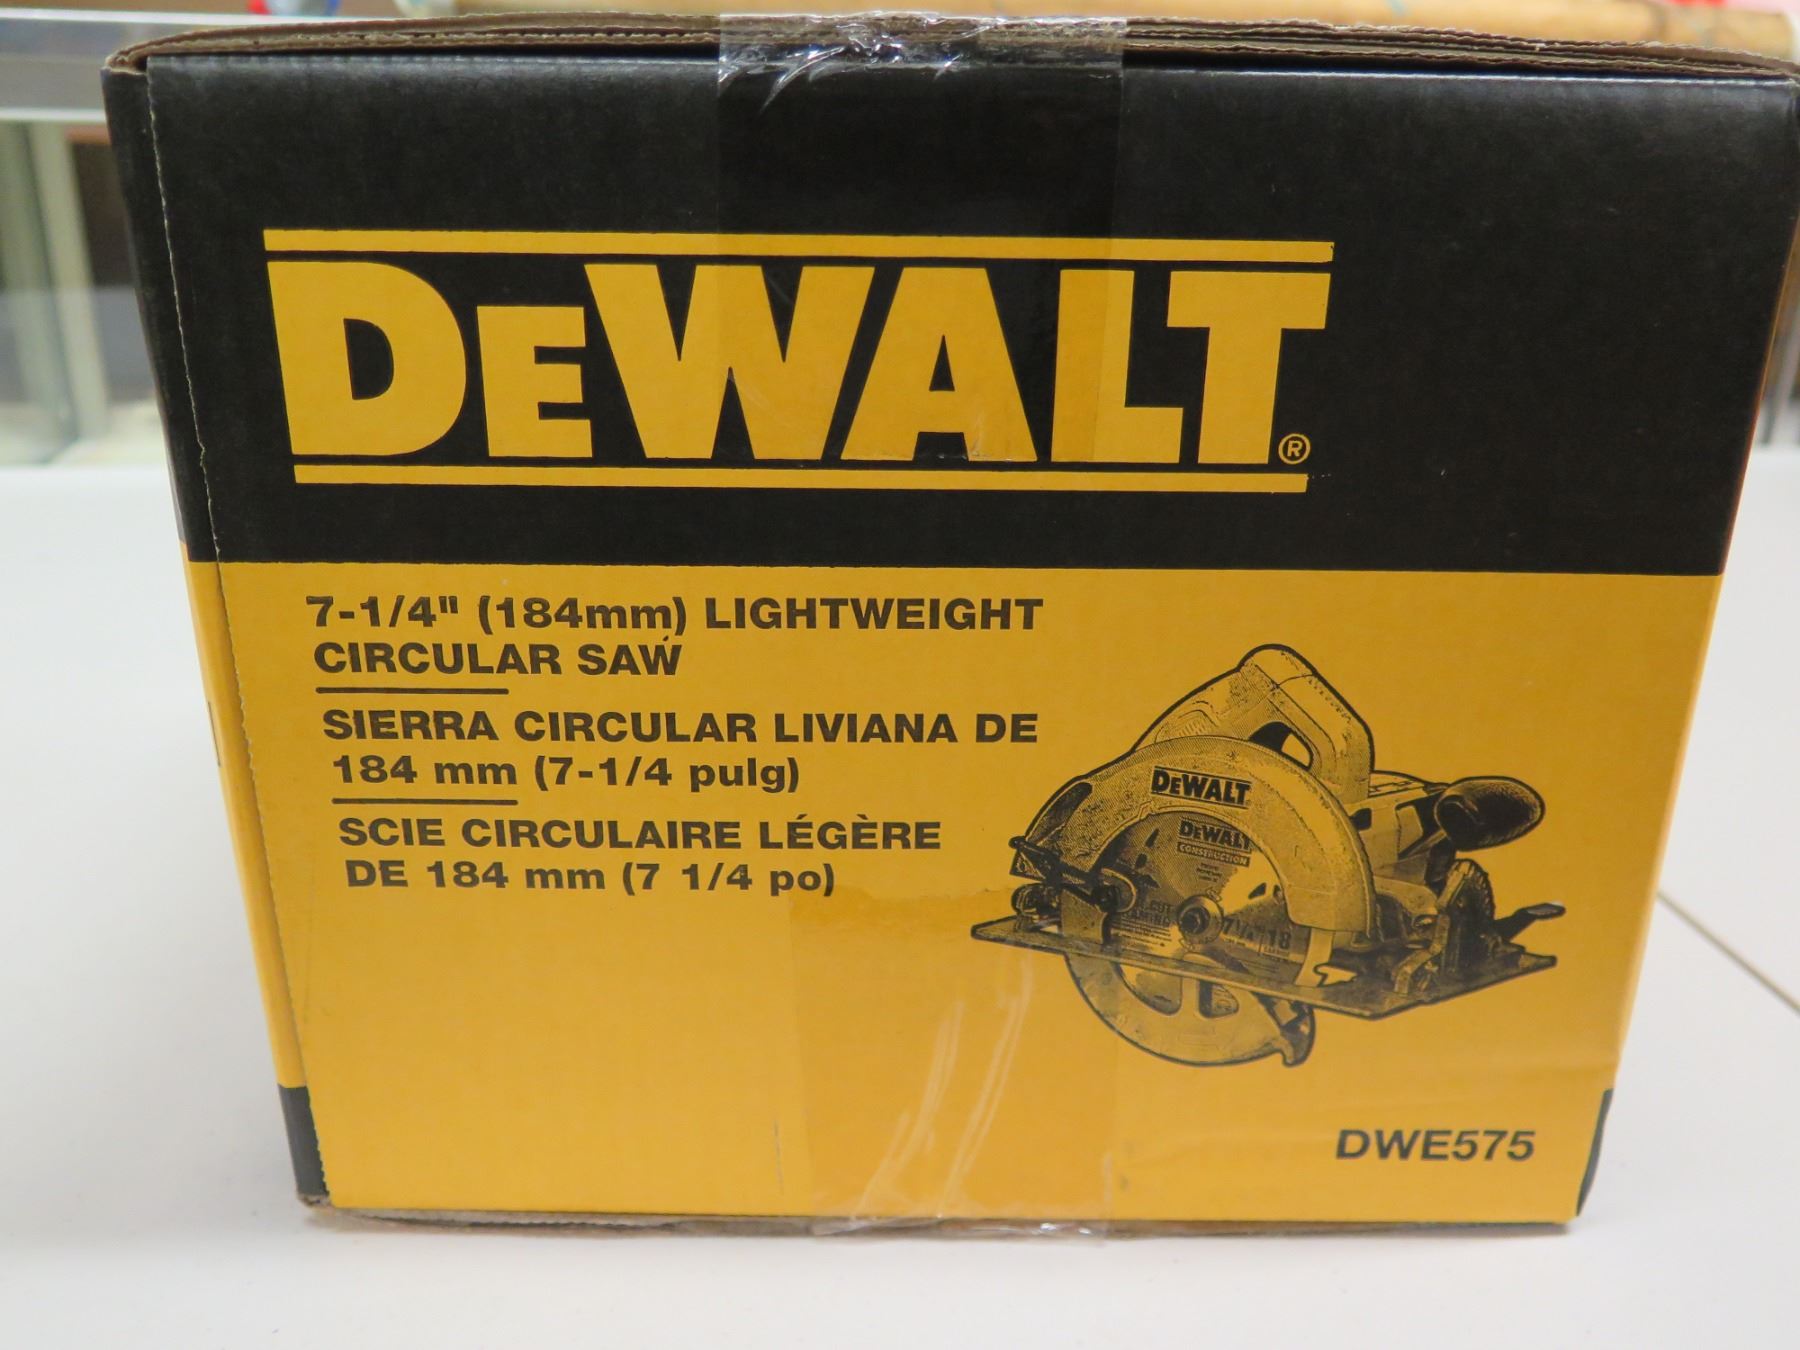 DEWALT®
7-1/4" (184mm) LIGHTWEIGHT
CIRCULAR SAW
SIERRA CIRCULAR LIVIANA DE
184 mm (7-1/4 pulg)
SCIE CIRCULAIRE LÉGÈRE
DE 184 mm (7 1/4 po)
DEWALT
DEWALT
CONSTRUCTION
7 1/4 18
DWE575